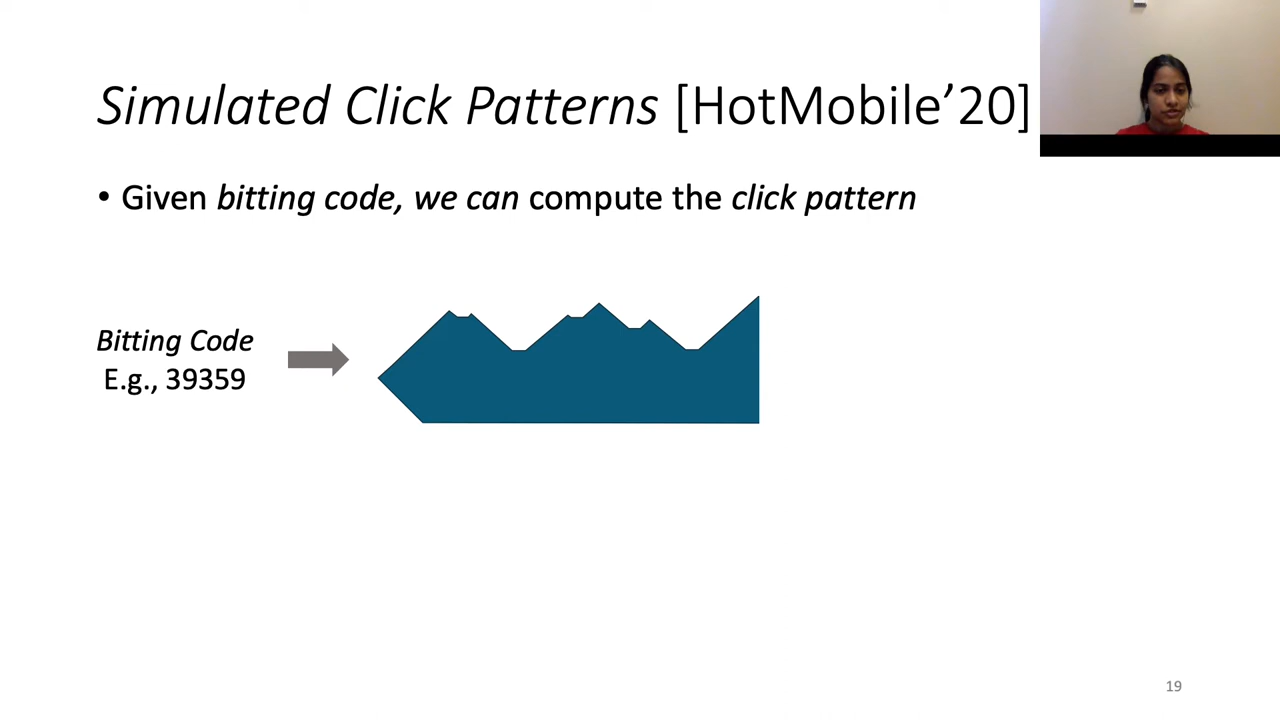 Simulated Click Patterns [HotMobile’20]
• Given bitting code, we can compute the click pattern
Bitting Code
E.g., 39359
19